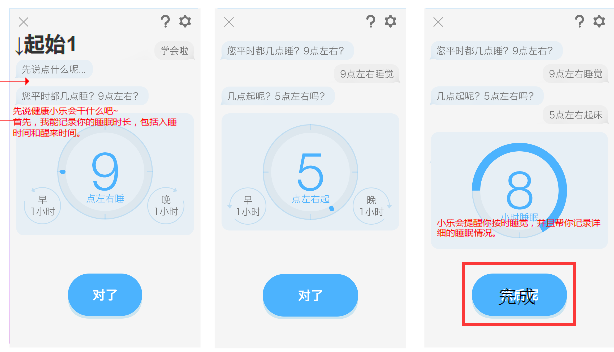 ↓起始1
学会啦
先说点什么呢...
您平时都几点睡？9点左右？
先说健康小乐会干什么吧~
首先，我能记录你的睡眠时长，包括入睡
时间和醒来时间。
9
点左右睡
早
1小时
晚
1小时
对了
您平时都几点睡？9点左右？
9点左右睡觉
几点起呢？5点左右吗？
5
点左右起
早
1小时
晚
1小时
对了
您平时都几点睡？9点左右？
9点左右睡觉
几点起呢？5点左右吗？
5点左右起床
8
小时睡眠
小乐会提醒你按时睡觉，并且帮你记录详
细的睡眠情况。
完成